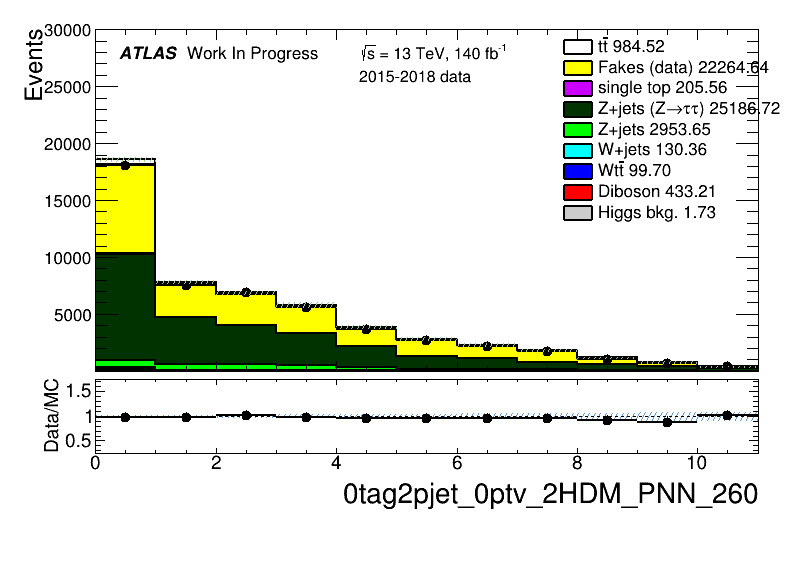 30000
Events
25000
20000
15000
10000
5000
ATLAS Work In Progress
√s = 13 TeV, 140 fb⁻¹
2015-2018 data
tt̄ 984.52
Fakes (data) 22264.64
single top 205.56
Z+jets (Z→ττ) 25186.72
Z+jets 2953.65
W+jets 130.36
Wtt̄ 99.70
Diboson 433.21
Higgs bkg. 1.73
Data/MC
1.5
1
0.5
0 2 4 6 8 10
0tag2pjet_0ptv_2HDM_PNN_260